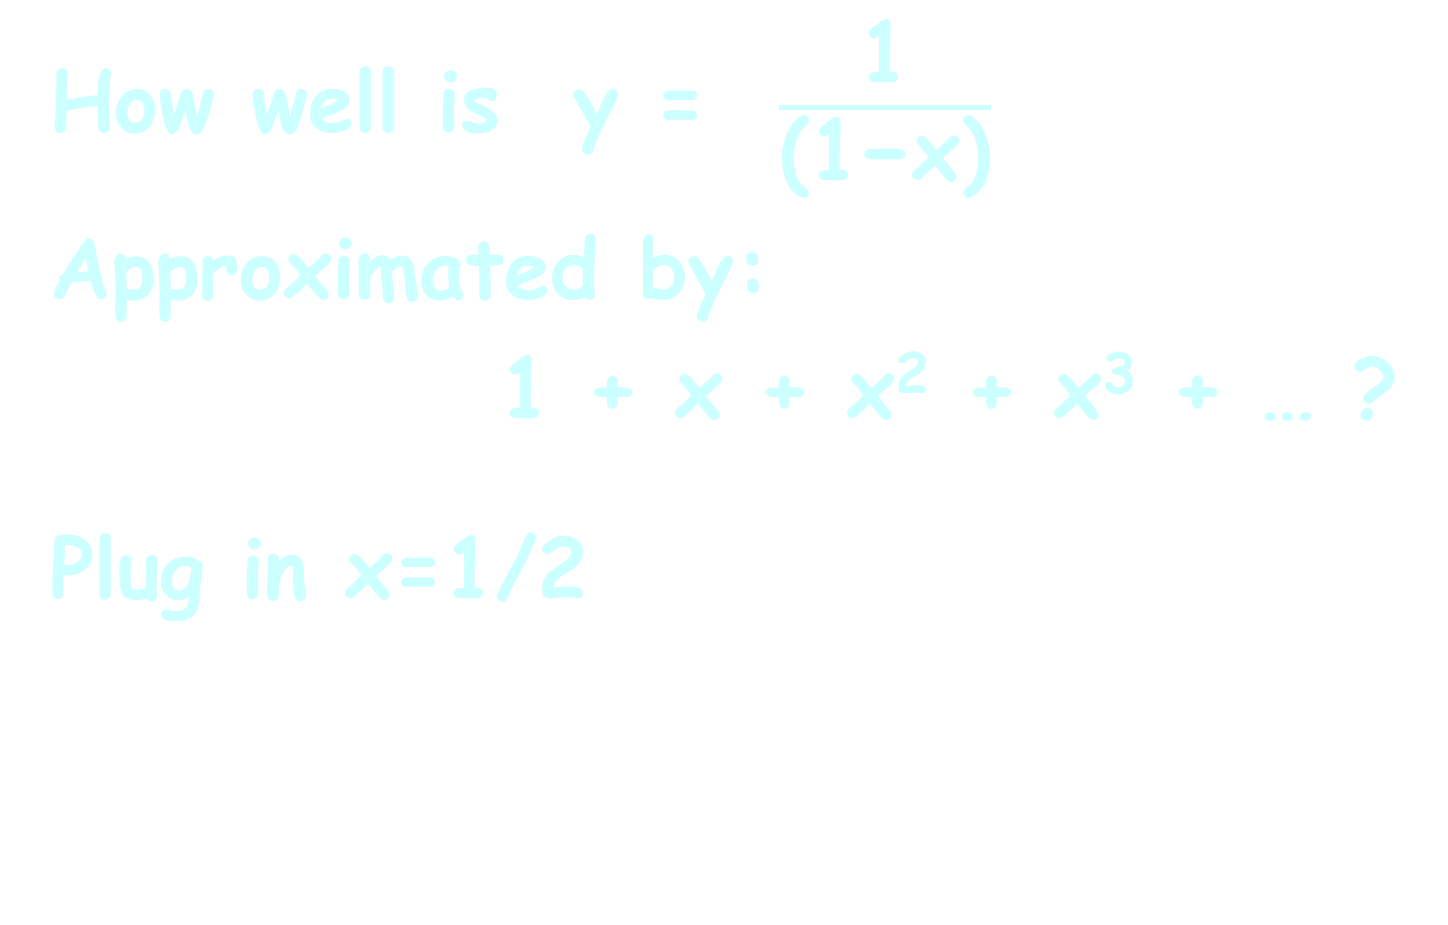 How well is y = 1/(1-x)
Approximated by:
1 + x + x² + x³ + … ?
Plug in x=1/2